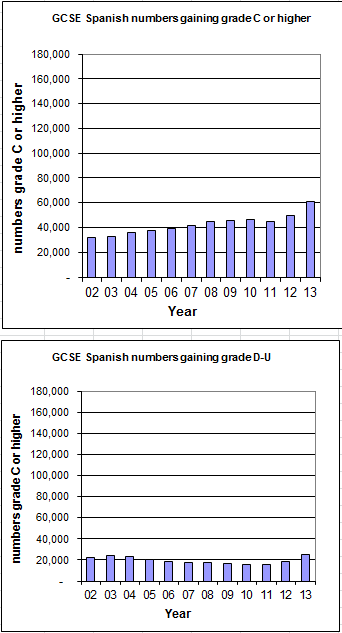 GCSE Spanish numbers gaining grade C or higher
180,000
160,000
140,000
120,000
100,000
80,000
60,000
40,000
20,000
-
numbers grade C or higher
02 03 04 05 06 07 08 09 10 11 12 13
Year
GCSE Spanish numbers gaining grade D-U
180,000
160,000
140,000
120,000
100,000
80,000
60,000
40,000
20,000
-
numbers grade C or higher
02 03 04 05 06 07 08 09 10 11 12 13
Year